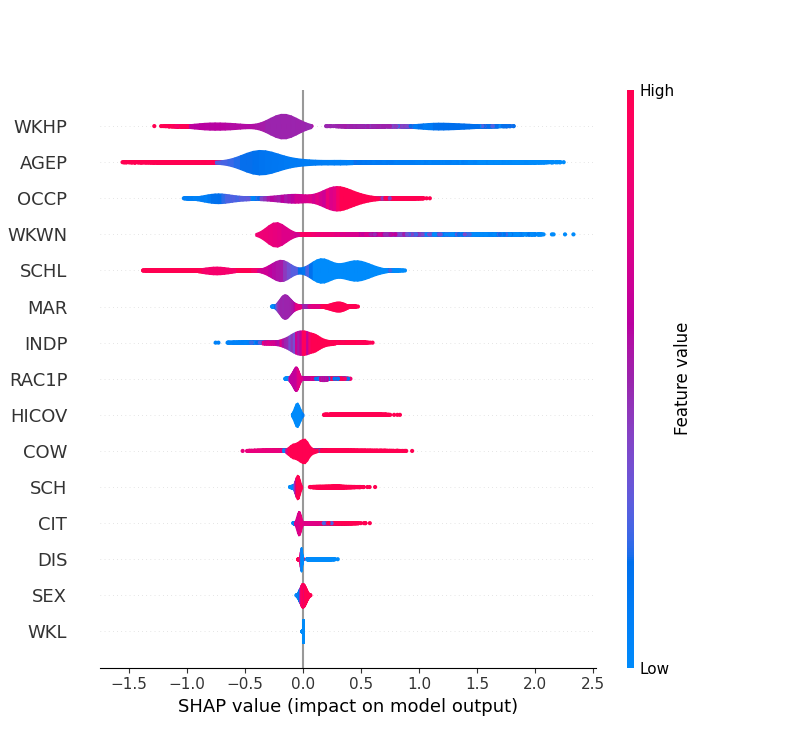 High
WKHP
AGEP
OCCP
WKWN
SCHL
MAR
INDP
RAC1P
HICOV
COW
SCH
CIT
DIS
SEX
WKL
Feature value
Low
−1.5 −1.0 −0.5 0.0 0.5 1.0 1.5 2.0 2.5
SHAP value (impact on model output)